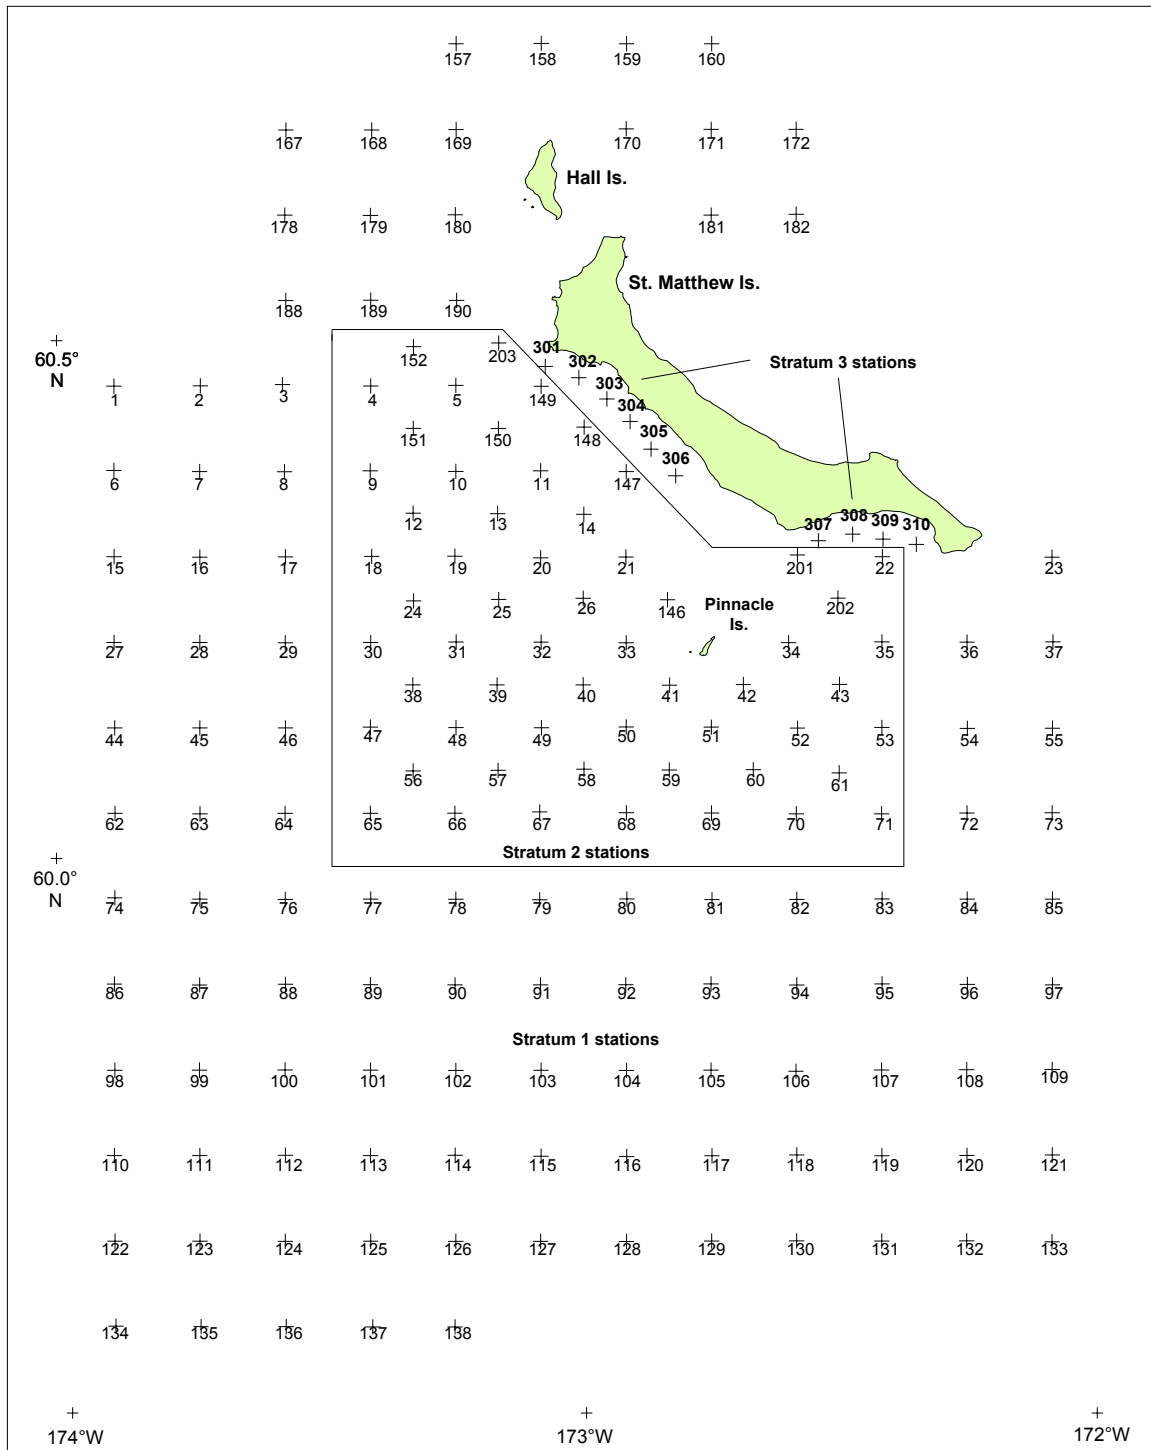 157 158 159 160
167 168 169 170 171 172
Hall Is.
178 179 180 181 182
St. Matthew Is.
188 189 190
60.5°
N
152 203 301 302 303 304 305 306
Stratum 3 stations
1 2 3 4 5 149
151 150 148
6 7 8 9 10 11 147
12 13 14
307 308 309 310
15 16 17 18 19 20 21 201 22 23
24 25 26 146 202
Pinnacle
Is.
27 28 29 30 31 32 33 34 35 36 37
38 39 40 41 42 43
44 45 46 47 48 49 50 51 52 53 54 55
56 57 58 59 60 61
62 63 64 65 66 67 68 69 70 71 72 73
Stratum 2 stations
60.0°
N
74 75 76 77 78 79 80 81 82 83 84 85
86 87 88 89 90 91 92 93 94 95 96 97
Stratum 1 stations
98 99 100 101 102 103 104 105 106 107 108 109
110 111 112 113 114 115 116 117 118 119 120 121
122 123 124 125 126 127 128 129 130 131 132 133
134 135 136 137 138
174°W 173°W 172°W